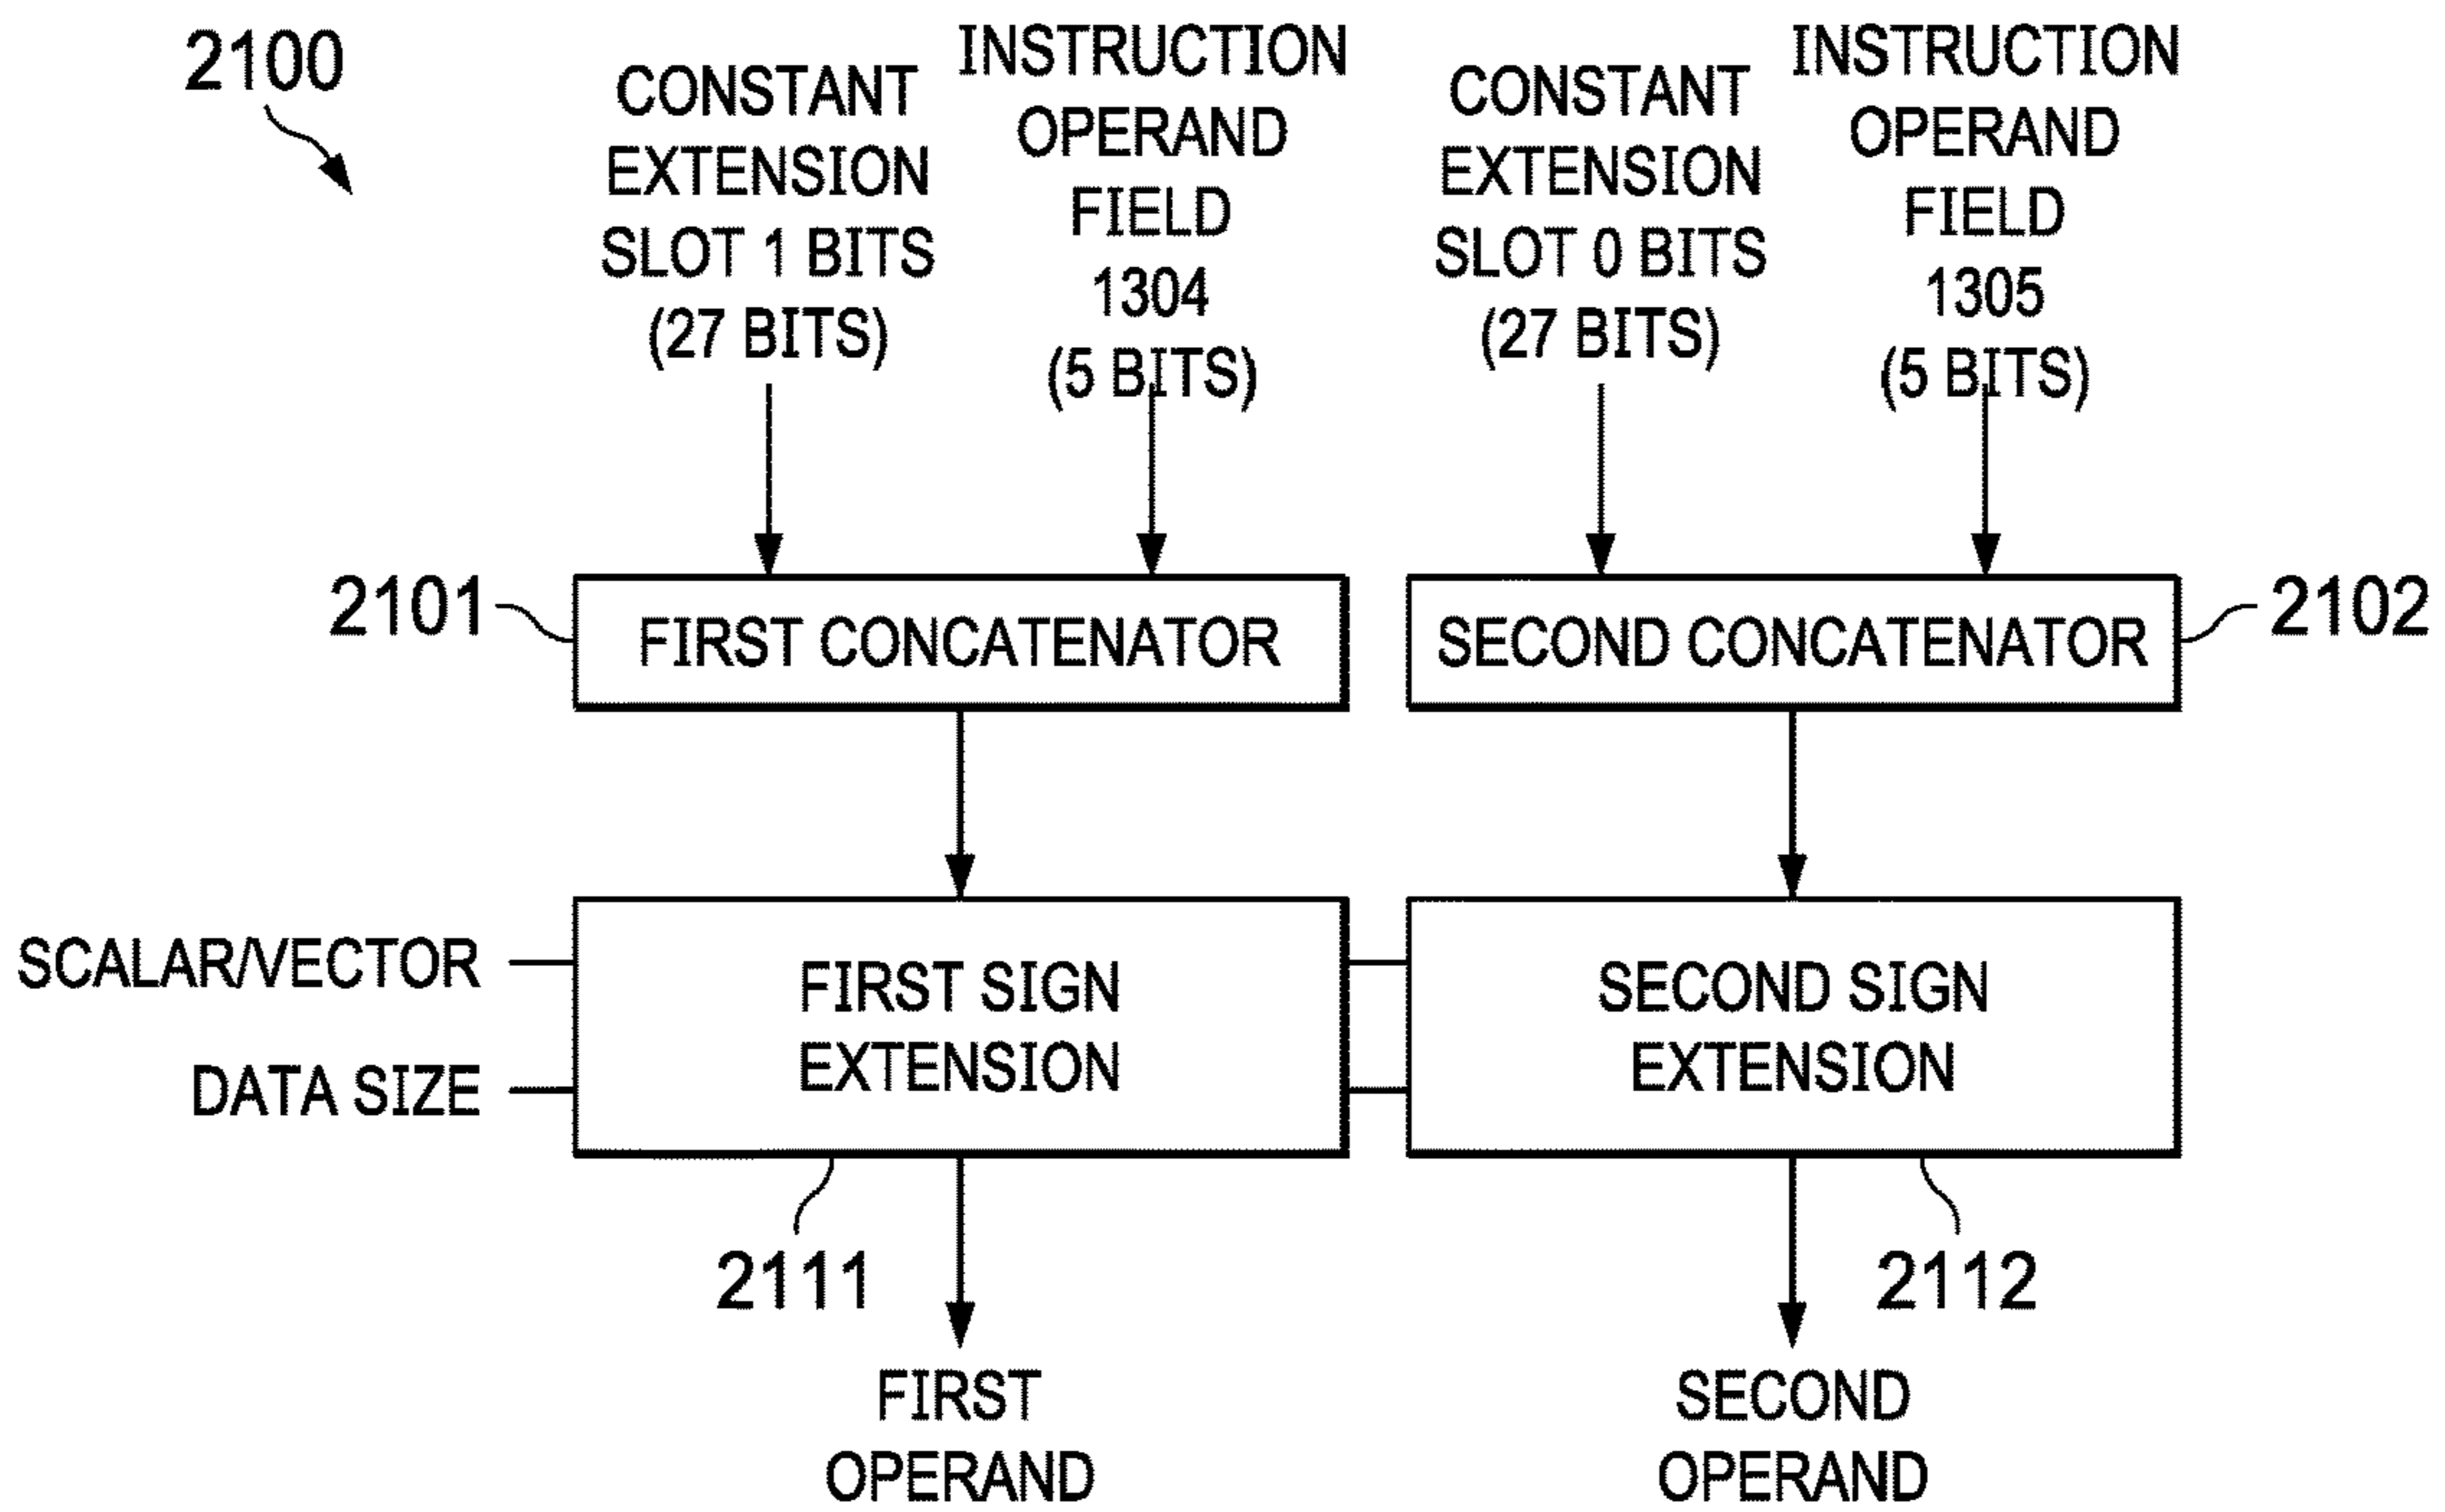 2100
CONSTANT
EXTENSION
SLOT 1 BITS
(27 BITS)
INSTRUCTION
OPERAND
FIELD
1304
(5 BITS)
CONSTANT
EXTENSION
SLOT 0 BITS
(27 BITS)
INSTRUCTION
OPERAND
FIELD
1305
(5 BITS)
2101
FIRST CONCATENATOR
SECOND CONCATENATOR
2102
SCALAR/VECTOR
DATA SIZE
FIRST SIGN
EXTENSION
SECOND SIGN
EXTENSION
2111
2112
FIRST
OPERAND
SECOND
OPERAND